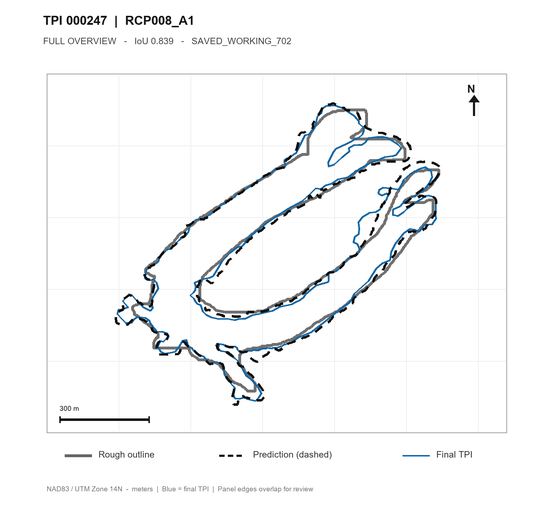 TPI 000247 | RCP008_A1
FULL OVERVIEW - IoU 0.839 - SAVED_WORKING_702
N
300 m
Rough outline
Prediction (dashed)
Final TPI
NAD83 / UTM Zone 14N - meters | Blue = final TPI | Panel edges overlap for review